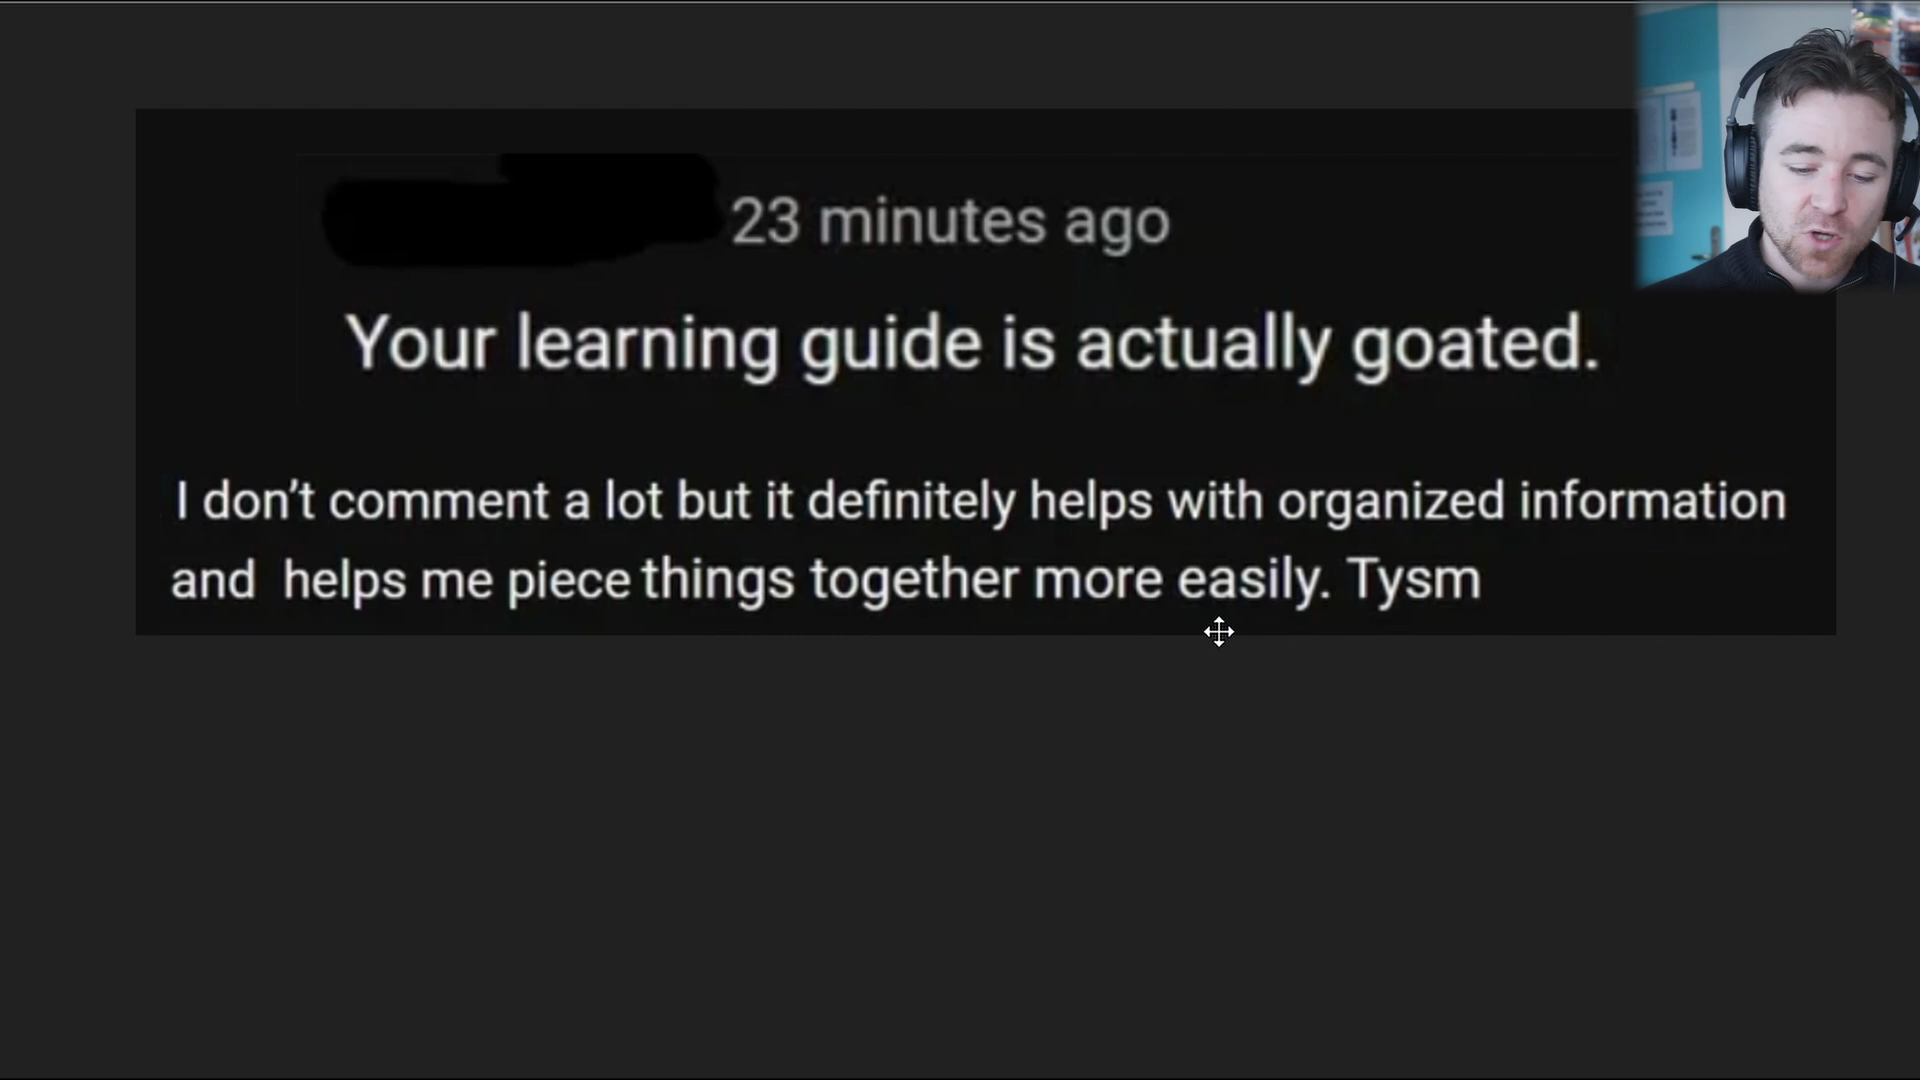 23 minutes ago
Your learning guide is actually goated.
I don’t comment a lot but it definitely helps with organized information
and helps me piece things together more easily. Tysm